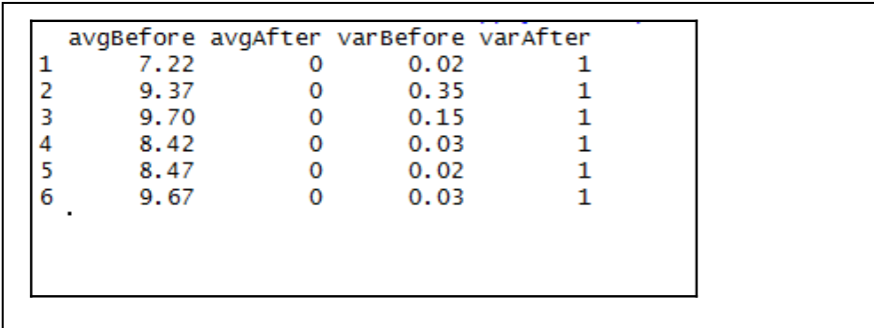 avgBefore avgAfter varBefore varAfter
1 7.22 0 0.02 1
2 9.37 0 0.35 1
3 9.70 0 0.15 1
4 8.42 0 0.03 1
5 8.47 0 0.02 1
6 9.67 0 0.03 1